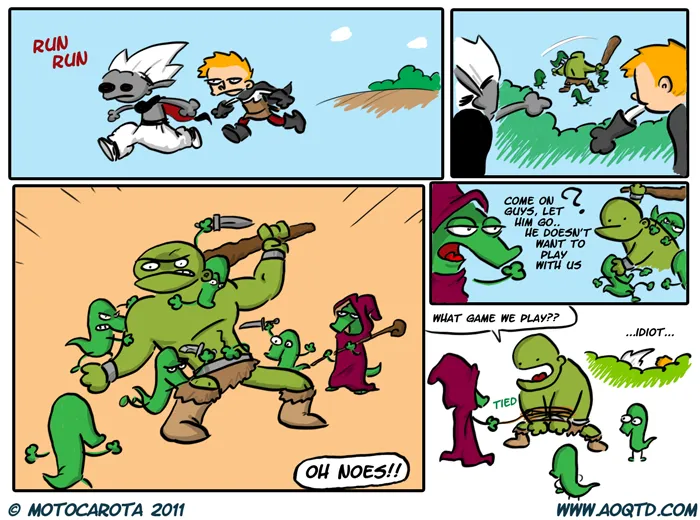 RUN
RUN
OH NOES!!
COME ON
GUYS, LET
HIM GO..
HE DOESN'T
WANT TO
PLAY
WITH US
?
WHAT GAME WE PLAY??
...IDIOT...
TIED
© MOTOCAROTA 2011
WWW.AOQTD.COM